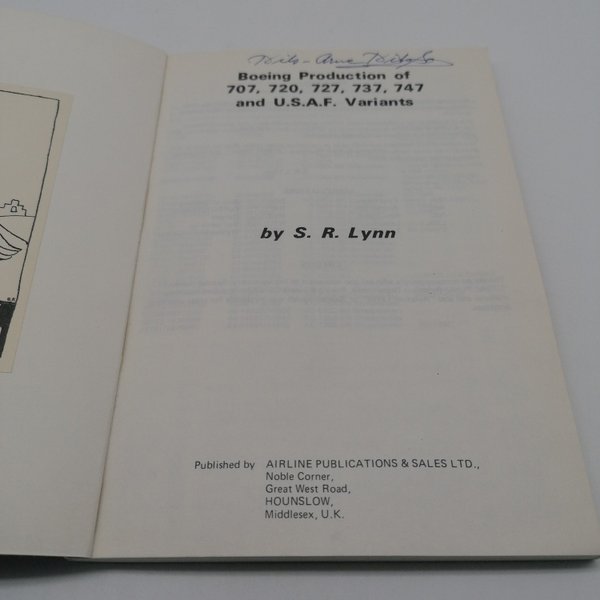 Boeing Production of
707, 720, 727, 737, 747
and U.S.A.F. Variants
by S. R. Lynn
Published by AIRLINE PUBLICATIONS & SALES LTD.,
Noble Corner,
Great West Road,
HOUNSLOW,
Middlesex, U.K.